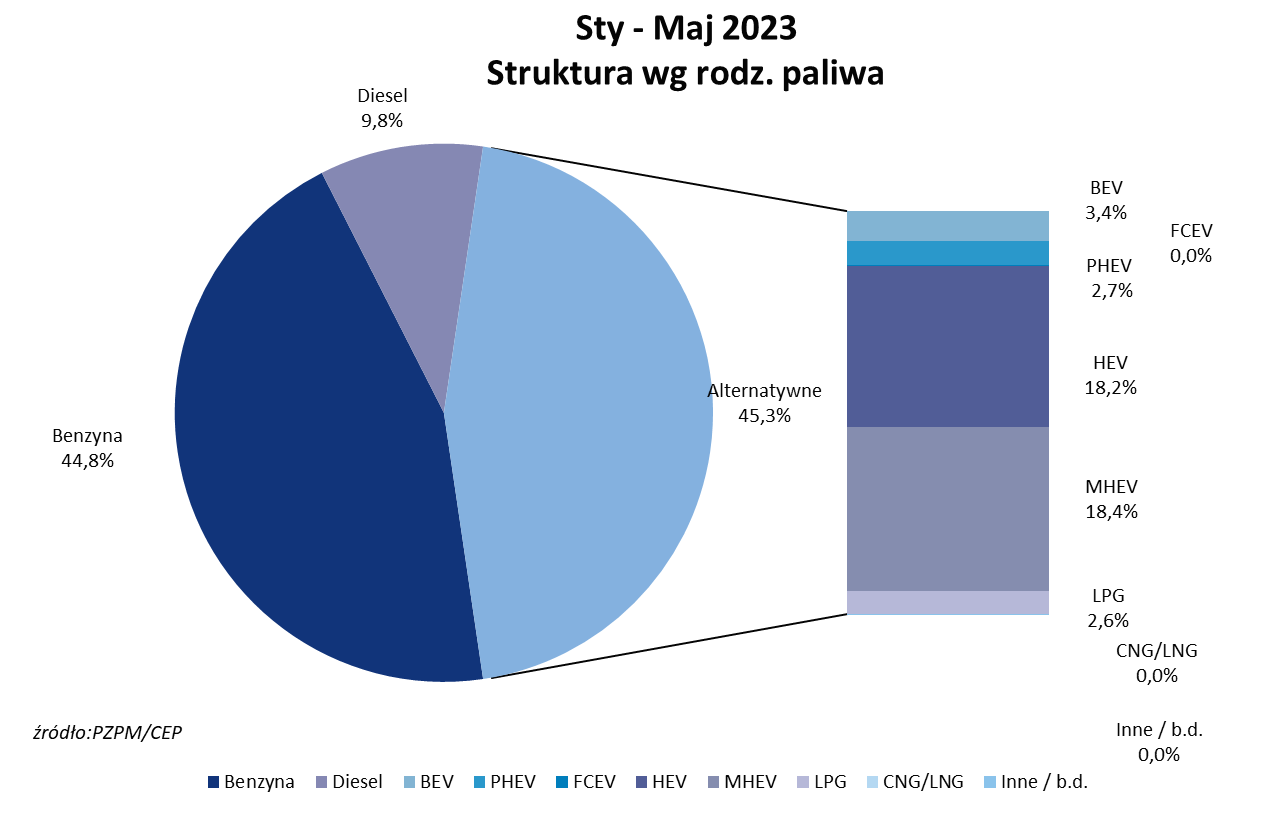 Sty - Maj 2023
Struktura wg rodz. paliwa
Diesel
9,8%
BEV
3,4%
FCEV
0,0%
PHEV
2,7%
HEV
18,2%
Alternatywne
45,3%
Benzyna
44,8%
MHEV
18,4%
LPG
2,6%
CNG/LNG
0,0%
Inne / b.d.
0,0%
źródło:PZPM/CEP
Benzyna Diesel BEV PHEV FCEV HEV MHEV LPG CNG/LNG Inne / b.d.